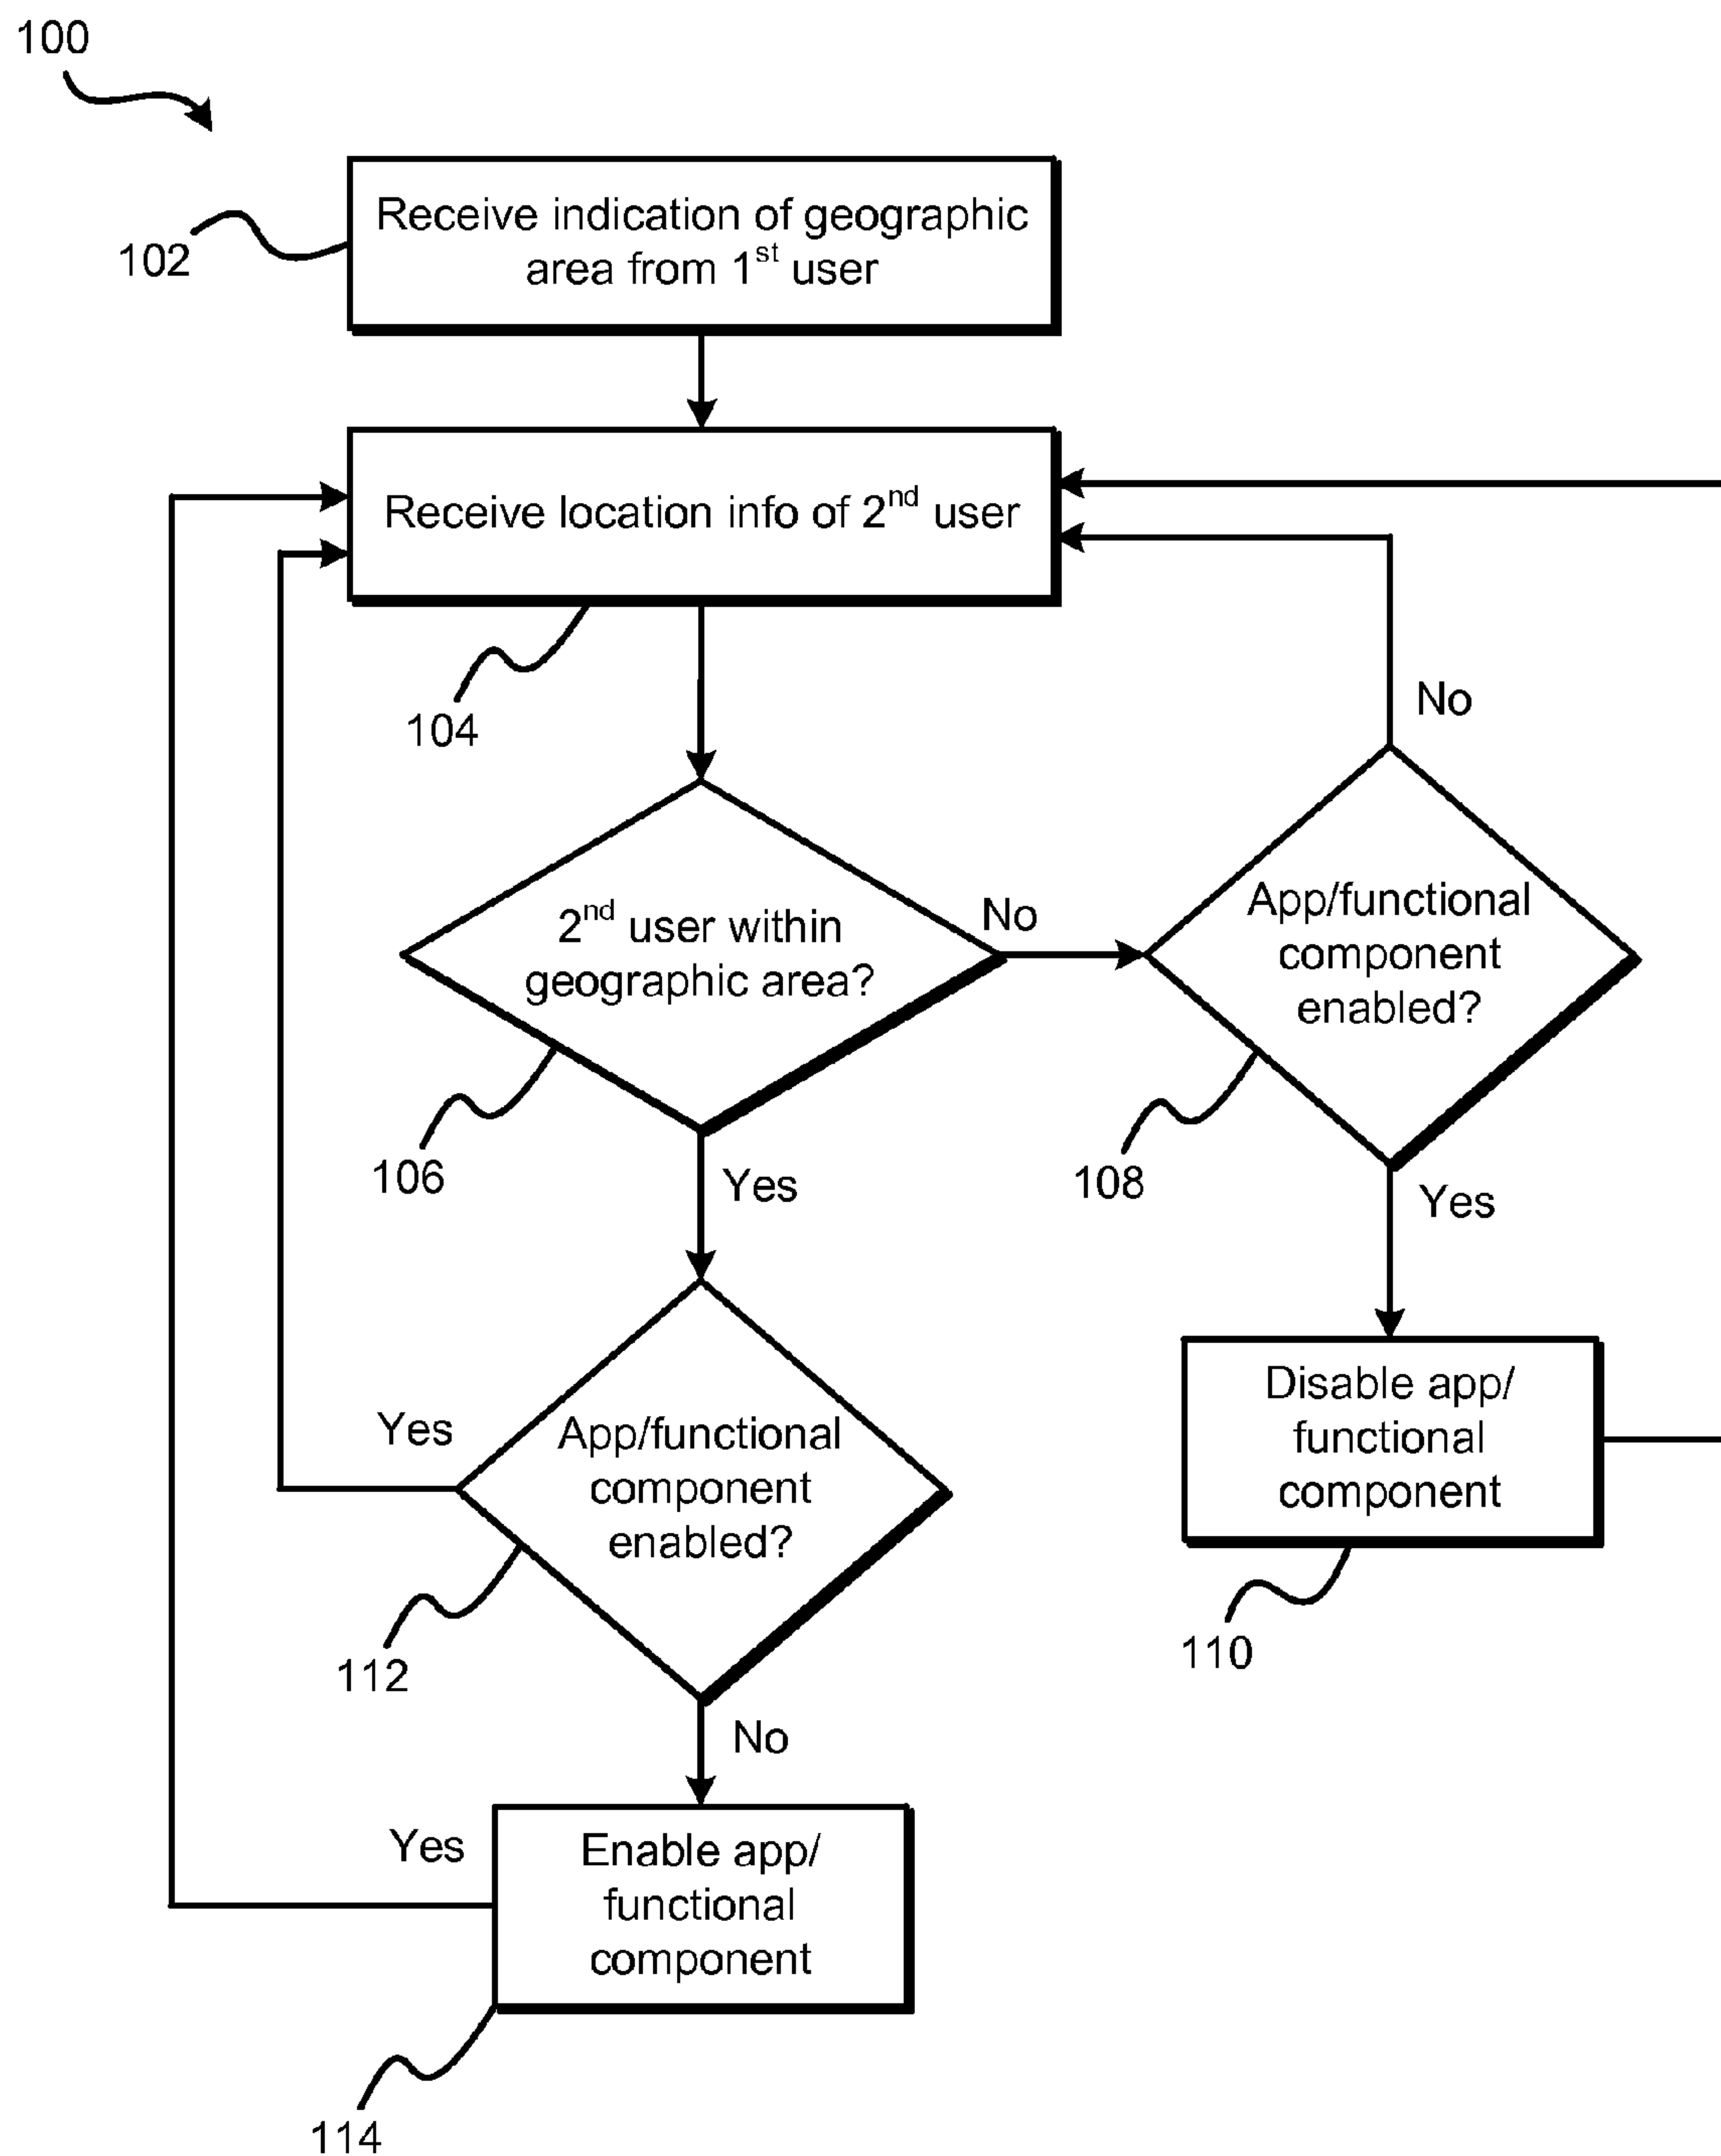 100
Receive indication of geographic
area from 1st user
102
Receive location info of 2nd user
104
No
2nd user within
geographic area?
No
App/functional
component
enabled?
106
Yes
108
Yes
Yes
App/functional
component
enabled?
Disable app/
functional
component
112
110
No
Yes
Enable app/
functional
component
114